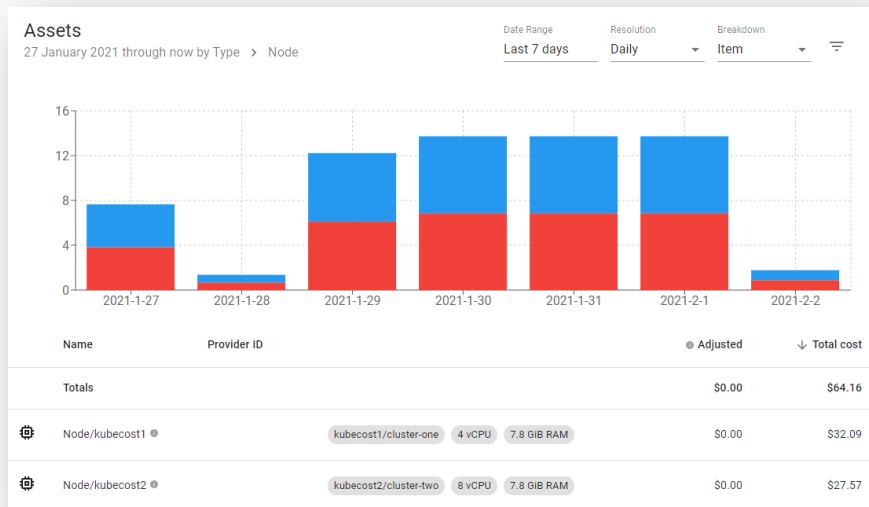 Assets
27 January 2021 through now by Type > Node
Date Range
Last 7 days
Resolution
Daily
Breakdown
Item
16
12
8
4
0
2021-1-27 2021-1-28 2021-1-29 2021-1-30 2021-1-31 2021-2-1 2021-2-2
Name Provider ID Adjusted Total cost
Totals $0.00 $64.16
Node/kubecost1 kubecost1/cluster-one 4 vCPU 7.8 GiB RAM $0.00 $32.09
Node/kubecost2 kubecost2/cluster-two 8 vCPU 7.8 GiB RAM $0.00 $27.57